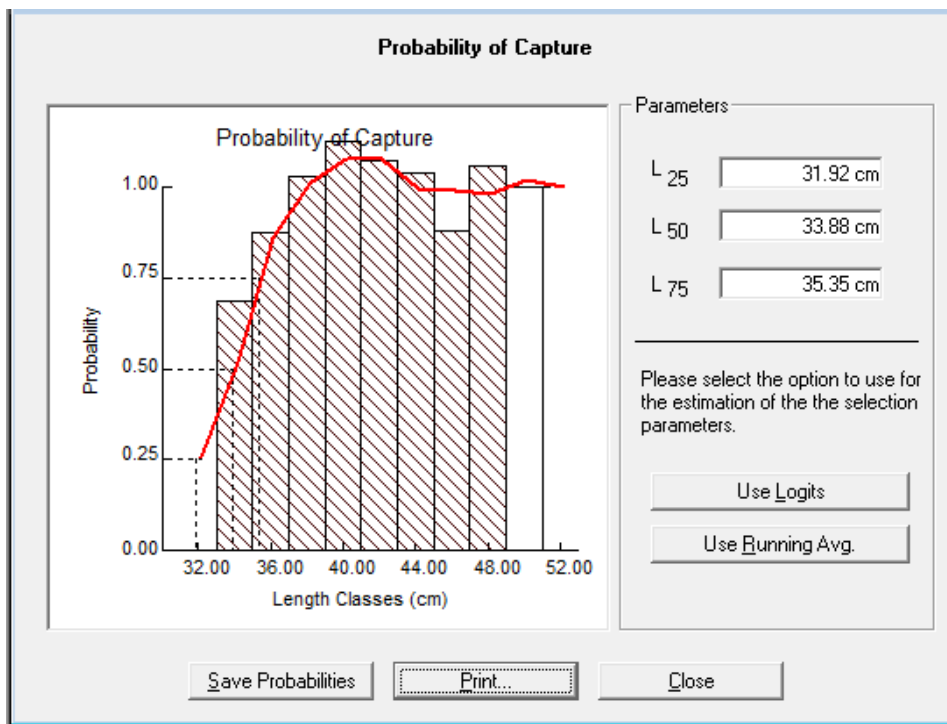 Probability of Capture
Probability of Capture
1.00
0.75
0.50
0.25
0.00
Probability
32.00 36.00 40.00 44.00 48.00 52.00
Length Classes (cm)
Parameters
L 25 31.92 cm
L 50 33.88 cm
L 75 35.35 cm
Please select the option to use for
the estimation of the the selection
parameters.
Use Logits
Use Running Avg.
Save Probabilities Print... Close